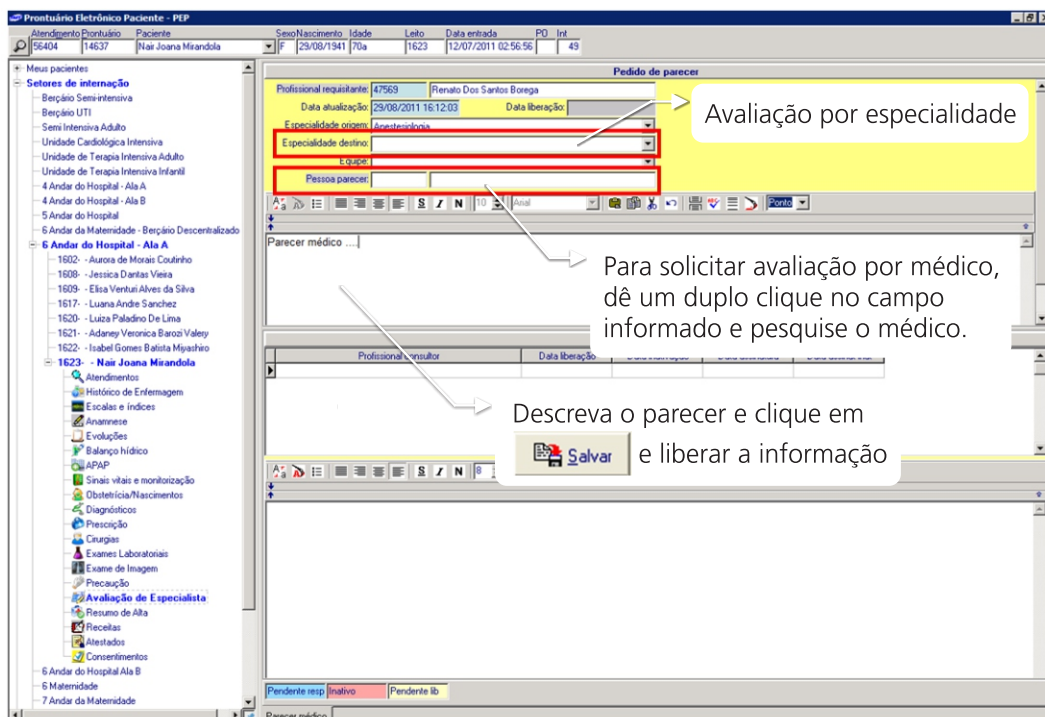 Prontuário Eletrônico Paciente - PEP
Atendimento Prontuário Paciente Sexo Nascimento Idade Leito Data entrada PO Int
56404 14637 Nair Joana Mirandola F 29/08/1941 70a 1623 12/07/2011 02:56:56 49
Meus pacientes
Setores de internação
Berçário Semi-intensiva
Berçário UTI
Semi Intensiva Adulto
Unidade Cardiológica Intensiva
Unidade de Terapia Intensiva Adulto
Unidade de Terapia Intensiva Infantil
4 Andar do Hospital - Ala A
4 Andar do Hospital - Ala B
5 Andar do Hospital
6 Andar da Maternidade - Berçário Descentralizado
6 Andar do Hospital - Ala A
1602- - Aurora de Morais Coutinho
1608- - Jessica Dantas Vieira
1609- - Elisa Venturi Alves da Silva
1617- - Luana Andre Sanchez
1620- - Luiza Paladino De Lima
1621- - Adaney Veronica Barozi Valery
1622- - Isabel Gomes Batista Miyashiro
1623- - Nair Joana Mirandola
Atendimentos
Histórico de Enfermagem
Escalas e índices
Anamnese
Evoluções
Balanço hídrico
APAP
Sinais vitais e monitorização
Obstetrícia/Nascimentos
Diagnósticos
Prescrição
Cirurgias
Exames Laboratoriais
Exame de Imagem
Precaução
Avaliação de Especialista
Resumo de Alta
Receitas
Atestados
Consentimentos
6 Andar do Hospital Ala B
6 Maternidade
7 Andar da Maternidade
Pedido de parecer
Profissional requisitante: 47569 Renato Dos Santos Borega
Data atualização: 29/08/2011 16:12:03 Data liberação:
Especialidade origem: Anestesiologia
Especialidade destino:
Equipe:
Pessoa parecer:
Avaliação por especialidade
S I N 10 Arial Ponto
Parecer médico ....
Para solicitar avaliação por médico,
dê um duplo clique no campo
informado e pesquise o médico.
Profissional consultor Data liberação
Descreva o parecer e clique em
Salvar e liberar a informação
S I N 8
Pendente resp Inativo Pendente lib
Parecer médico